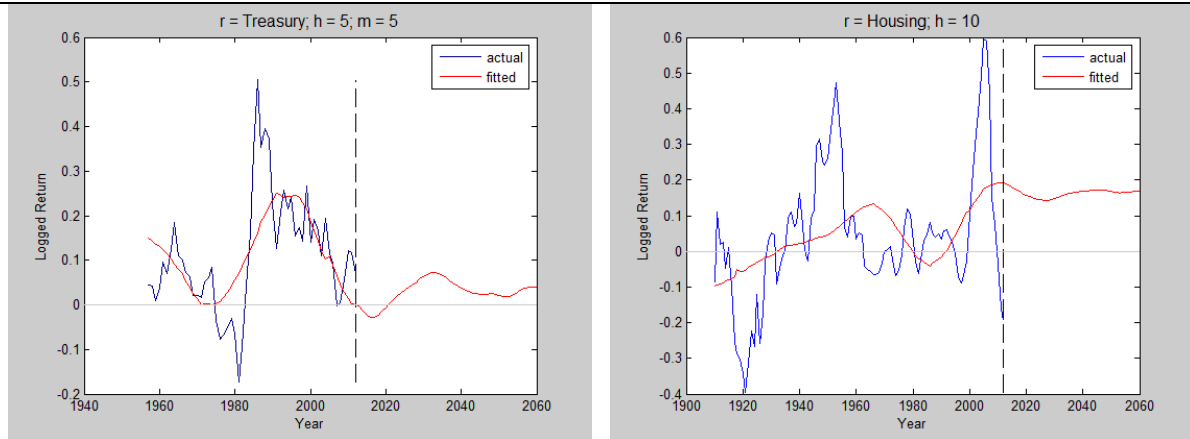 r = Treasury; h = 5; m = 5
0.6
0.5
0.4
0.3
0.2
0.1
0
-0.1
-0.2
Logged Return
actual
fitted
1940 1960 1980 2000 2020 2040 2060
Year
r = Housing; h = 10
0.6
0.5
0.4
0.3
0.2
0.1
0
-0.1
-0.2
-0.3
-0.4
Logged Return
actual
fitted
1900 1920 1940 1960 1980 2000 2020 2040 2060
Year